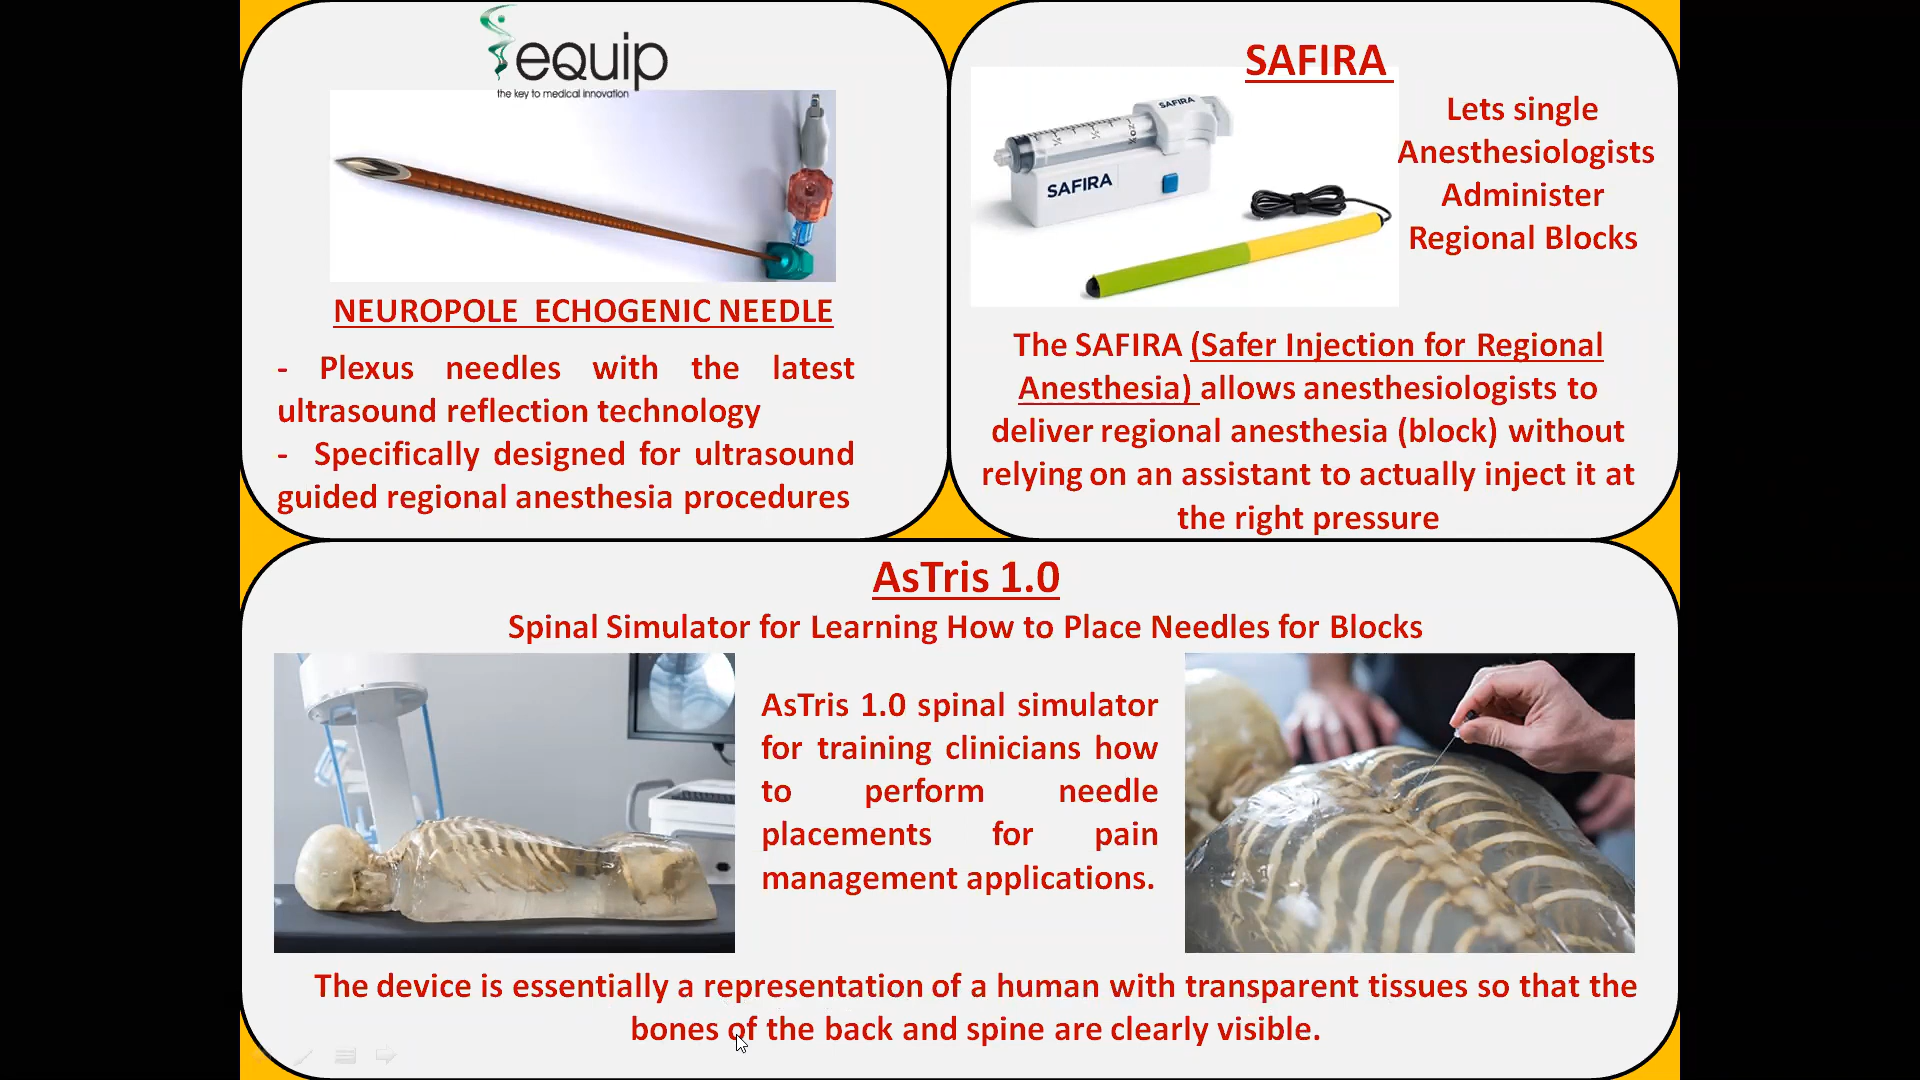 equip
the key to medical innovation
NEUROPOLE ECHOGENIC NEEDLE
- Plexus needles with the latest
ultrasound reflection technology
- Specifically designed for ultrasound
guided regional anesthesia procedures
SAFIRA
SAFIRA
SAFIRA
Lets single
Anesthesiologists
Administer
Regional Blocks
The SAFIRA (Safer Injection for Regional
Anesthesia) allows anesthesiologists to
deliver regional anesthesia (block) without
relying on an assistant to actually inject it at
the right pressure
AsTris 1.0
Spinal Simulator for Learning How to Place Needles for Blocks
AsTris 1.0 spinal simulator
for training clinicians how
to perform needle
placements for pain
management applications.
The device is essentially a representation of a human with transparent tissues so that the
bones of the back and spine are clearly visible.